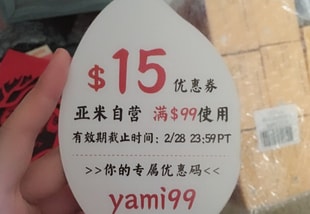 $15 优惠券
亚米自营 满$99使用
有效期截止时间：2/28 23:59PT
>>你的专属优惠码<<
yami99